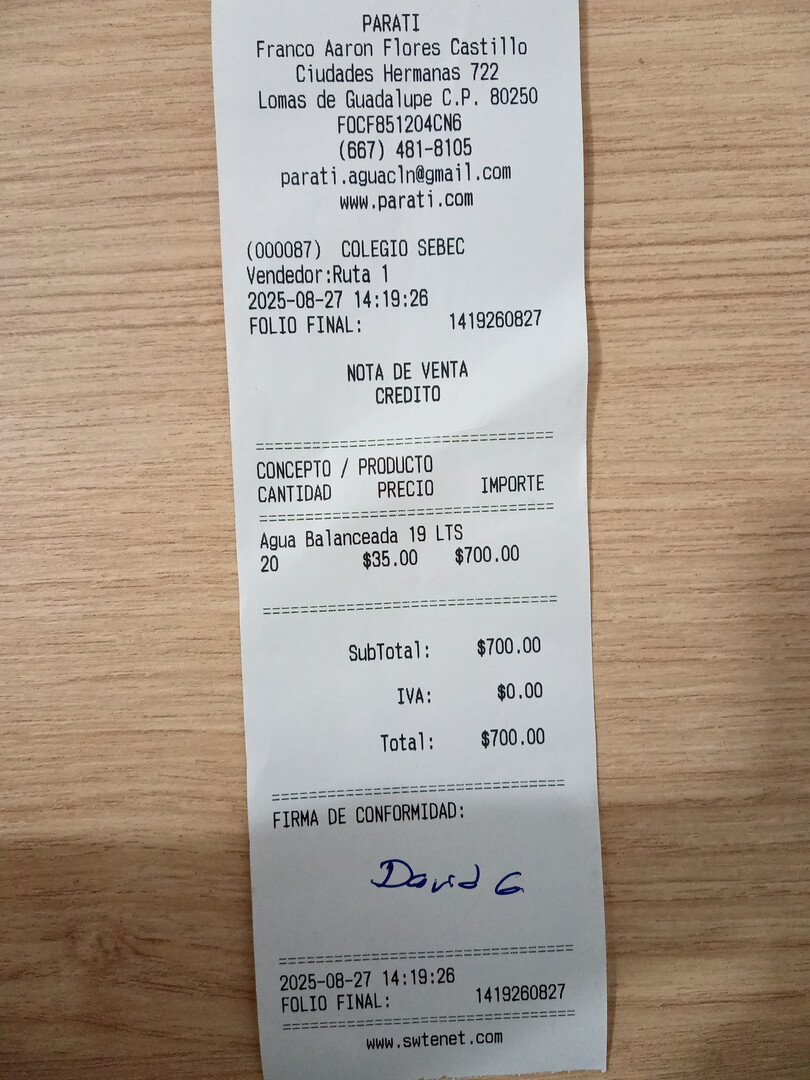 PARATI
Franco Aaron Flores Castillo
Ciudades Hermanas 722
Lomas de Guadalupe C.P. 80250
FOCF851204CN6
(667) 481-8105
parati.aguacln@gmail.com
www.parati.com
(000087) COLEGIO SEBEC
Vendedor:Ruta 1
2025-08-27 14:19:26
FOLIO FINAL: 1419260827
NOTA DE VENTA
CREDITO
================================
CONCEPTO / PRODUCTO
CANTIDAD PRECIO IMPORTE
================================
Agua Balanceada 19 LTS
20 $35.00 $700.00
================================
SubTotal: $700.00
IVA: $0.00
Total: $700.00
================================
FIRMA DE CONFORMIDAD:
David G
================================
2025-08-27 14:19:26
FOLIO FINAL: 1419260827
================================
www.swtenet.com